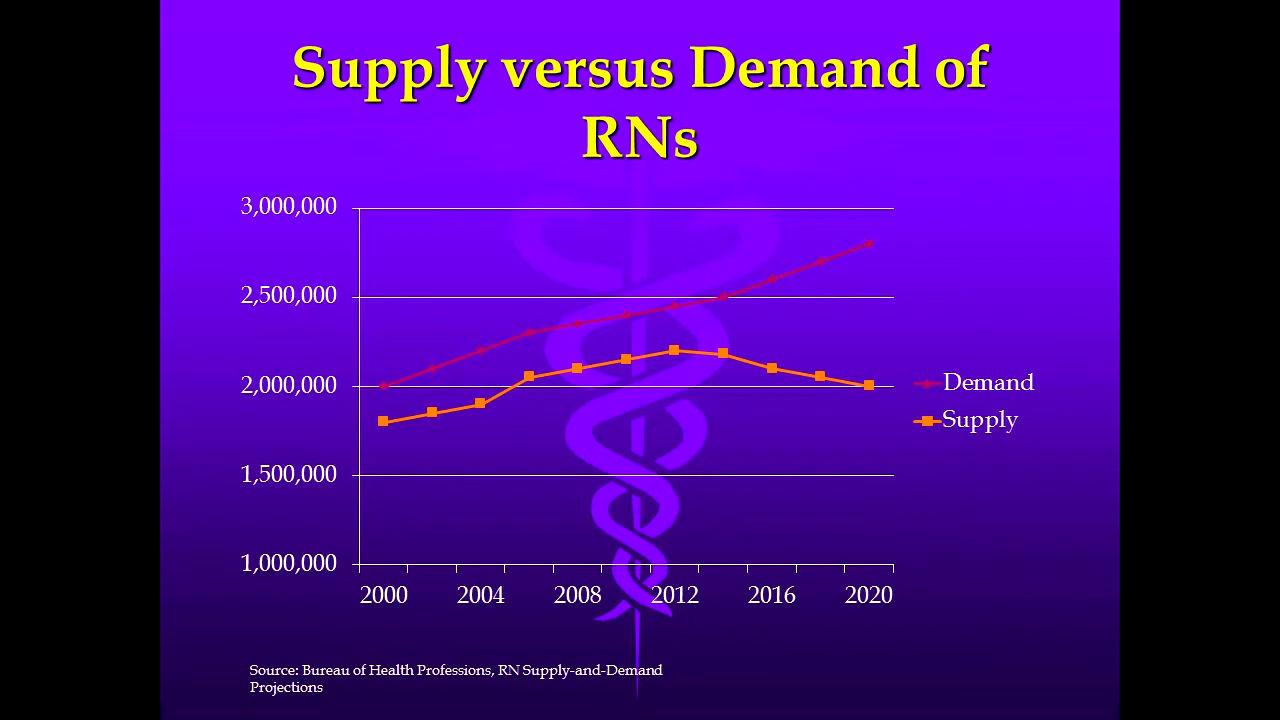 Supply versus Demand of
RNs
3,000,000
2,500,000
2,000,000
1,500,000
1,000,000
2000 2004 2008 2012 2016 2020
Demand
Supply
Source: Bureau of Health Professions, RN Supply-and-Demand
Projections